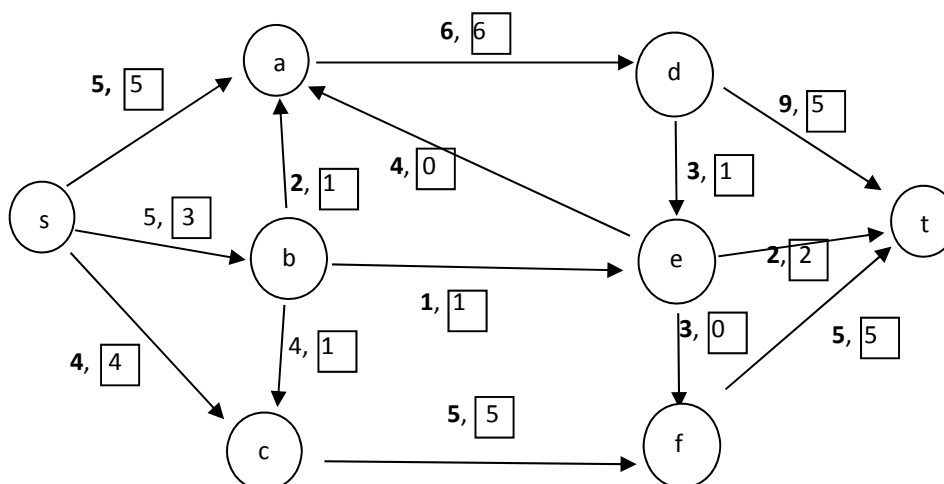 6, 6
a
d
5, 5
9, 5
4, 0
3, 1
2, 1
s
5, 3
t
b
e
2, 2
1, 1
3, 0
4, 1
5, 5
4, 4
5, 5
c
f